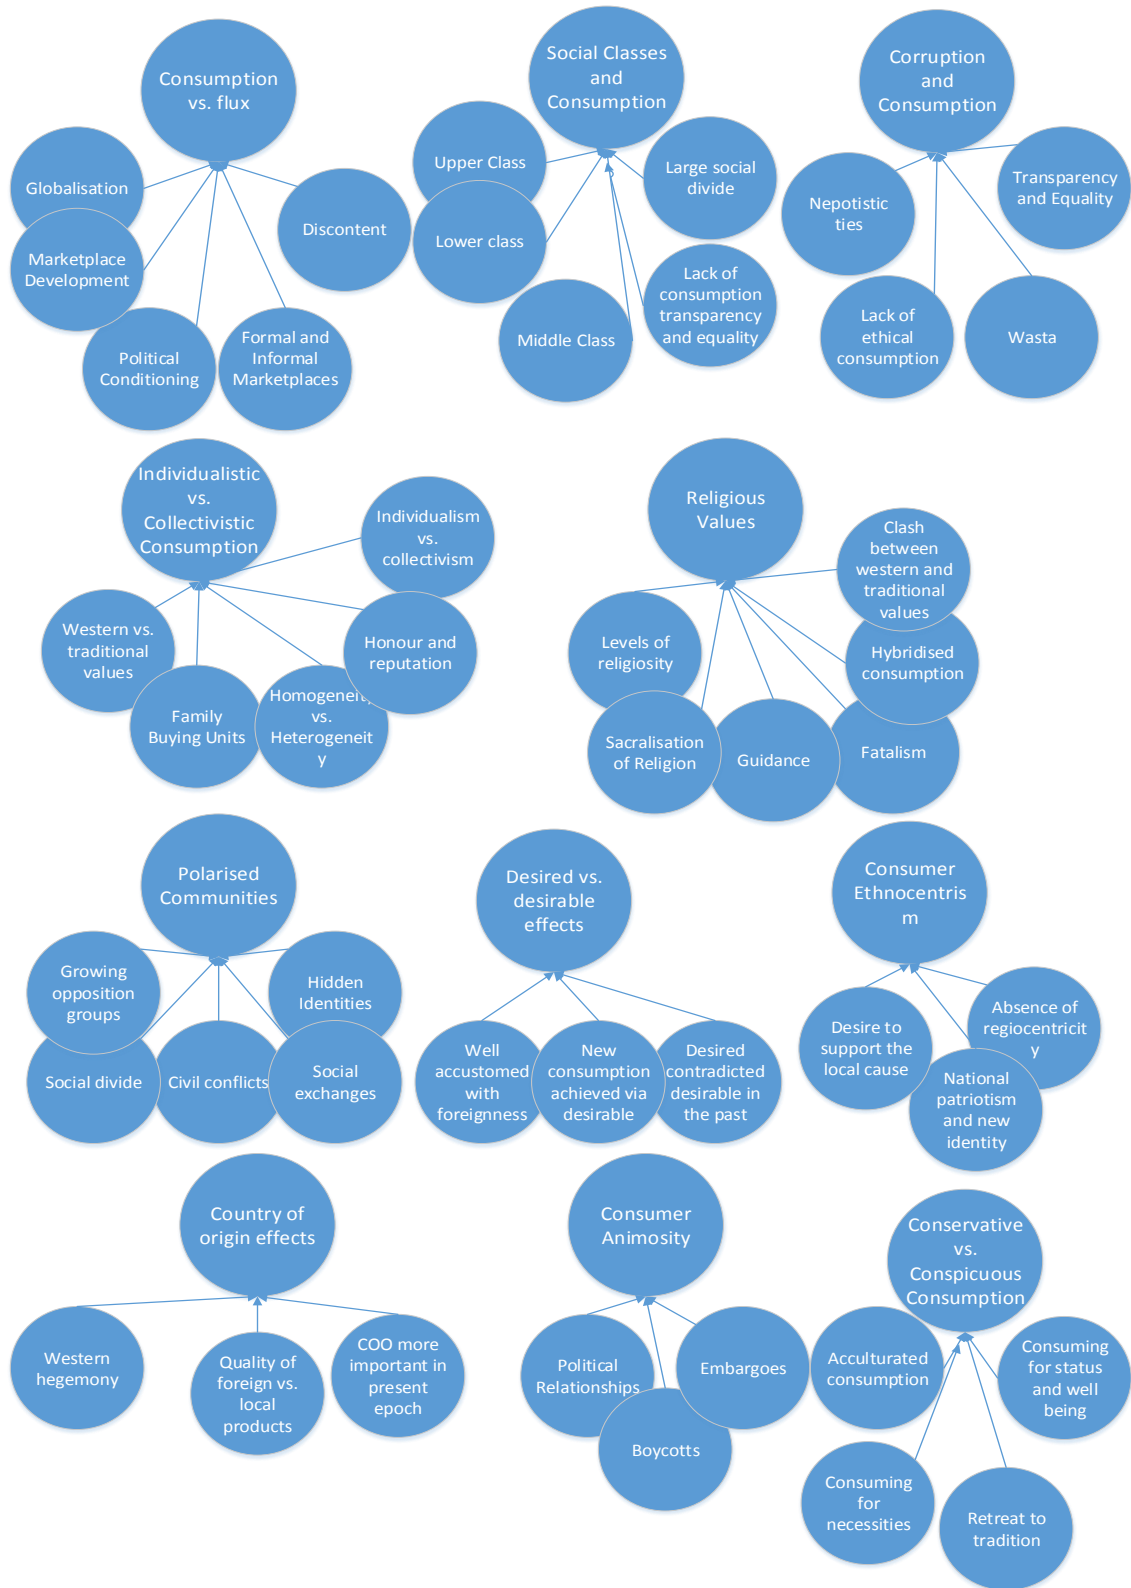 Consumption
vs. flux
Globalisation
Marketplace
Development
Political
Conditioning
Formal and
Informal
Marketplaces
Discontent
Social Classes
and
Consumption
Upper Class
Lower class
Middle Class
Large social
divide
Lack of
consumption
transparency
and equality
Corruption
and
Consumption
Nepotistic
ties
Lack of
ethical
consumption
Transparency
and Equality
Wasta
Individualistic
vs.
Collectivistic
Consumption
Western vs.
traditional
values
Family
Buying Units
Homogeneity
vs.
Heterogeneit
y
Individualism
vs.
collectivism
Honour and
reputation
Religious
Values
Levels of
religiosity
Sacralisation
of Religion
Guidance
Fatalism
Hybridised
consumption
Clash
between
western and
traditional
values
Polarised
Communities
Growing
opposition
groups
Social divide
Civil conflicts
Hidden
Identities
Social
exchanges
Desired vs.
desirable
effects
Well
accustomed
with
foreignness
New
consumption
achieved via
desirable
Desired
contradicted
desirable in
the past
Consumer
Ethnocentris
m
Desire to
support the
local cause
National
patriotism
and new
identity
Absence of
regiocentricit
y
Country of
origin effects
Western
hegemony
Quality of
foreign vs.
local
products
COO more
important in
present
epoch
Consumer
Animosity
Political
Relationships
Boycotts
Embargoes
Conservative
vs.
Conspicuous
Consumption
Acculturated
consumption
Consuming
for
necessities
Retreat to
tradition
Consuming
for status
and well
being